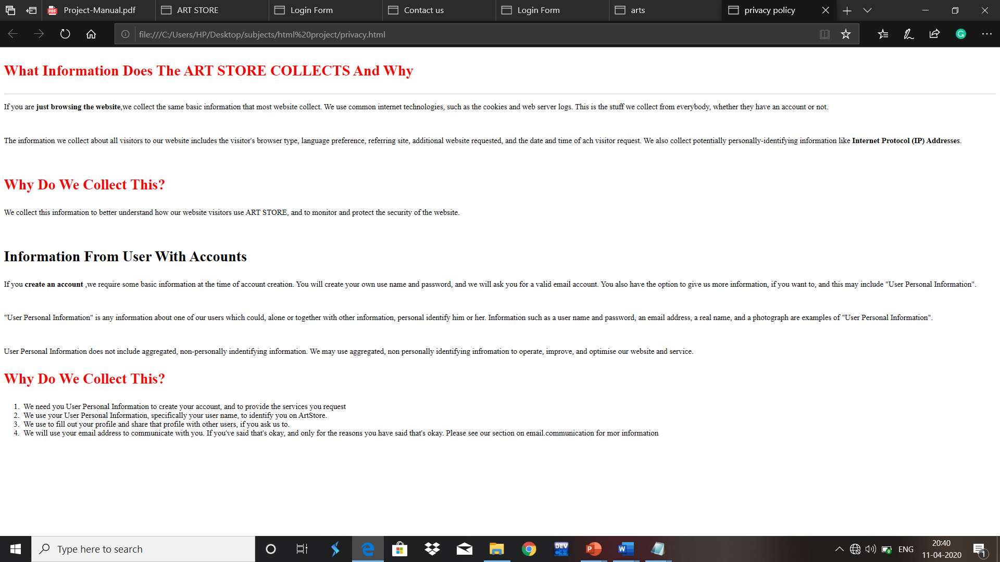 Project-Manual.pdf
ART STORE
Login Form
Contact us
Login Form
arts
privacy policy
file:///C:/Users/HP/Desktop/subjects/html%20project/privacy.html
What Information Does The ART STORE COLLECTS And Why
If you are just browsing the website,we collect the same basic information that most website collect. We use common internet technologies, such as the cookies and web server logs. This is the stuff we collect from everybody, whether they have an account or not.
The information we collect about all visitors to our website includes the visitor's browser type, language preference, referring site, additional website requested, and the date and time of ach visitor request. We also collect potentially personally-identifying information like Internet Protocol (IP) Addresses.
Why Do We Collect This?
We collect this information to better understand how our website visitors use ART STORE, and to monitor and protect the security of the website.
Information From User With Accounts
If you create an account ,we require some basic information at the time of account creation. You will create your own use name and password, and we will ask you for a valid email account. You also have the option to give us more information, if you want to, and this may include "User Personal Information".
"User Personal Information" is any information about one of our users which could, alone or together with other information, personal identify him or her. Information such as a user name and password, an email address, a real name, and a photograph are examples of "User Personal Information".
User Personal Information does not include aggregated, non-personally indentifying information. We may use aggregated, non personally identifying infromation to operate, improve, and optimise our website and service.
Why Do We Collect This?
1. We need you User Personal Information to create your account, and to provide the services you request
2. We use your User Personal Information, specifically your user name, to identify you on ArtStore.
3. We use to fill out your profile and share that profile with other users, if you ask us to.
4. We will use your email address to communicate with you. If you've said that's okay, and only for the reasons you have said that's okay. Please see our section on email.communication for mor information
Type here to search
DEV C++
ENG
20:40
11-04-2020
1